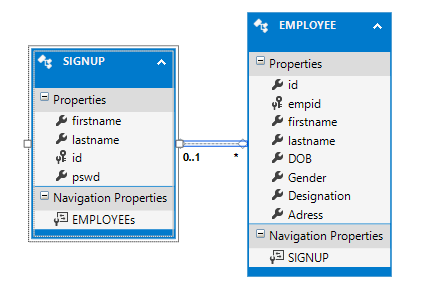 SIGNUP
Properties
firstname
lastname
id
pswd
Navigation Properties
EMPLOYEEs
0..1
*
EMPLOYEE
Properties
id
empid
firstname
lastname
DOB
Gender
Designation
Adress
Navigation Properties
SIGNUP